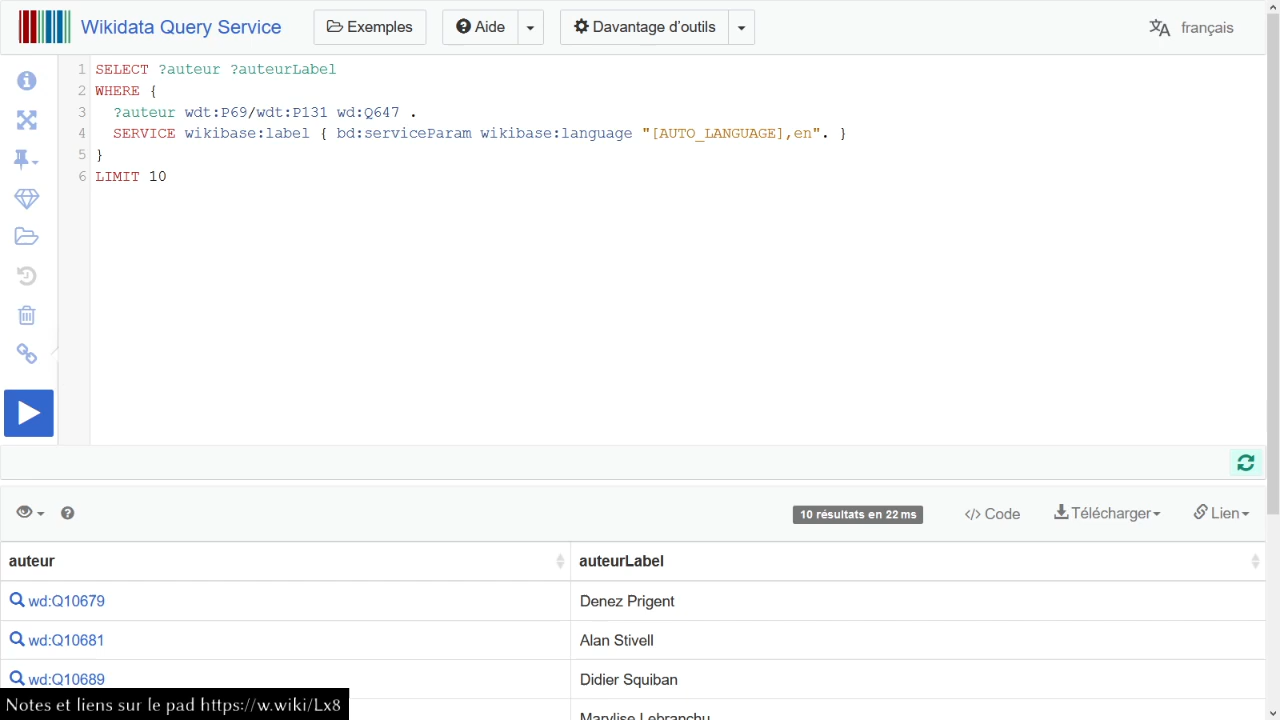 Wikidata Query Service Exemples Aide Davantage d'outils français
1 SELECT ?auteur ?auteurLabel
2 WHERE {
3 ?auteur wdt:P69/wdt:P131 wd:Q647 .
4 SERVICE wikibase:label { bd:serviceParam wikibase:language "[AUTO_LANGUAGE],en". }
5 }
6 LIMIT 10
10 résultats en 22 ms </> Code Télécharger Lien
auteur auteurLabel
wd:Q10679 Denez Prigent
wd:Q10681 Alan Stivell
wd:Q10689 Didier Squiban
Marylise Lebranchu
Notes et liens sur le pad https://w.wiki/Lx8